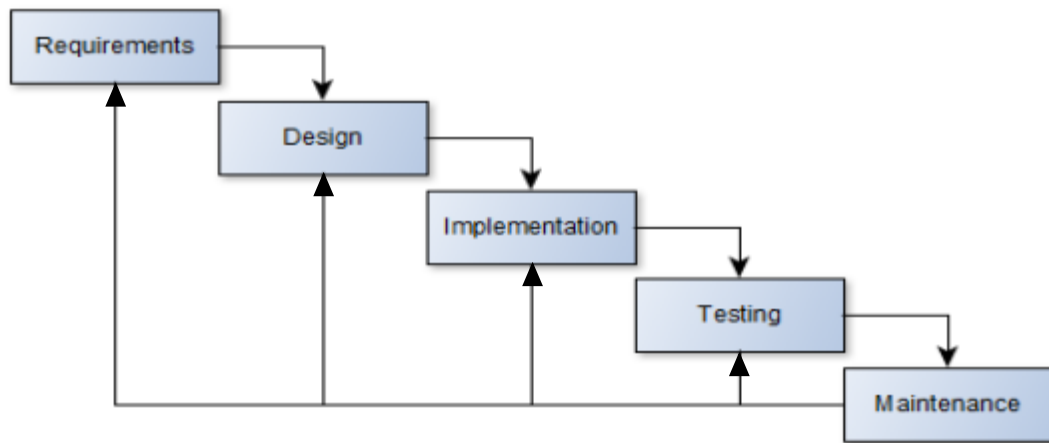 Requirements
Design
Implementation
Testing
Maintenance